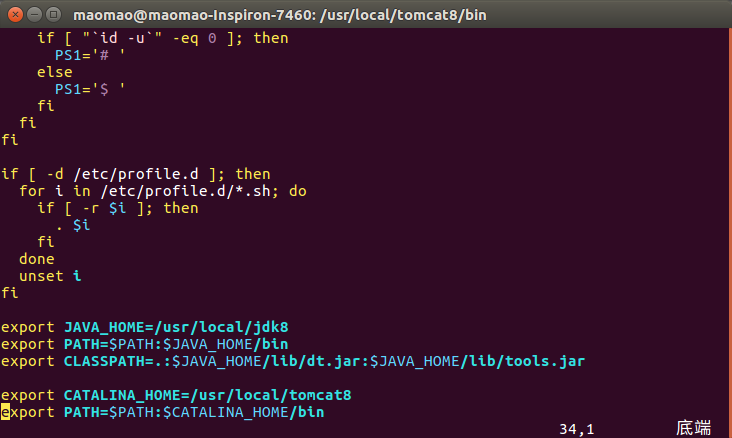 maomao@maomao-Inspiron-7460: /usr/local/tomcat8/bin
    if [ "`id -u`" -eq 0 ]; then
      PS1='# '
    else
      PS1='$ '
    fi
  fi
fi

if [ -d /etc/profile.d ]; then
  for i in /etc/profile.d/*.sh; do
    if [ -r $i ]; then
      . $i
    fi
  done
  unset i
fi

export JAVA_HOME=/usr/local/jdk8
export PATH=$PATH:$JAVA_HOME/bin
export CLASSPATH=.:$JAVA_HOME/lib/dt.jar:$JAVA_HOME/lib/tools.jar

export CATALINA_HOME=/usr/local/tomcat8
export PATH=$PATH:$CATALINA_HOME/bin
34,1 底端